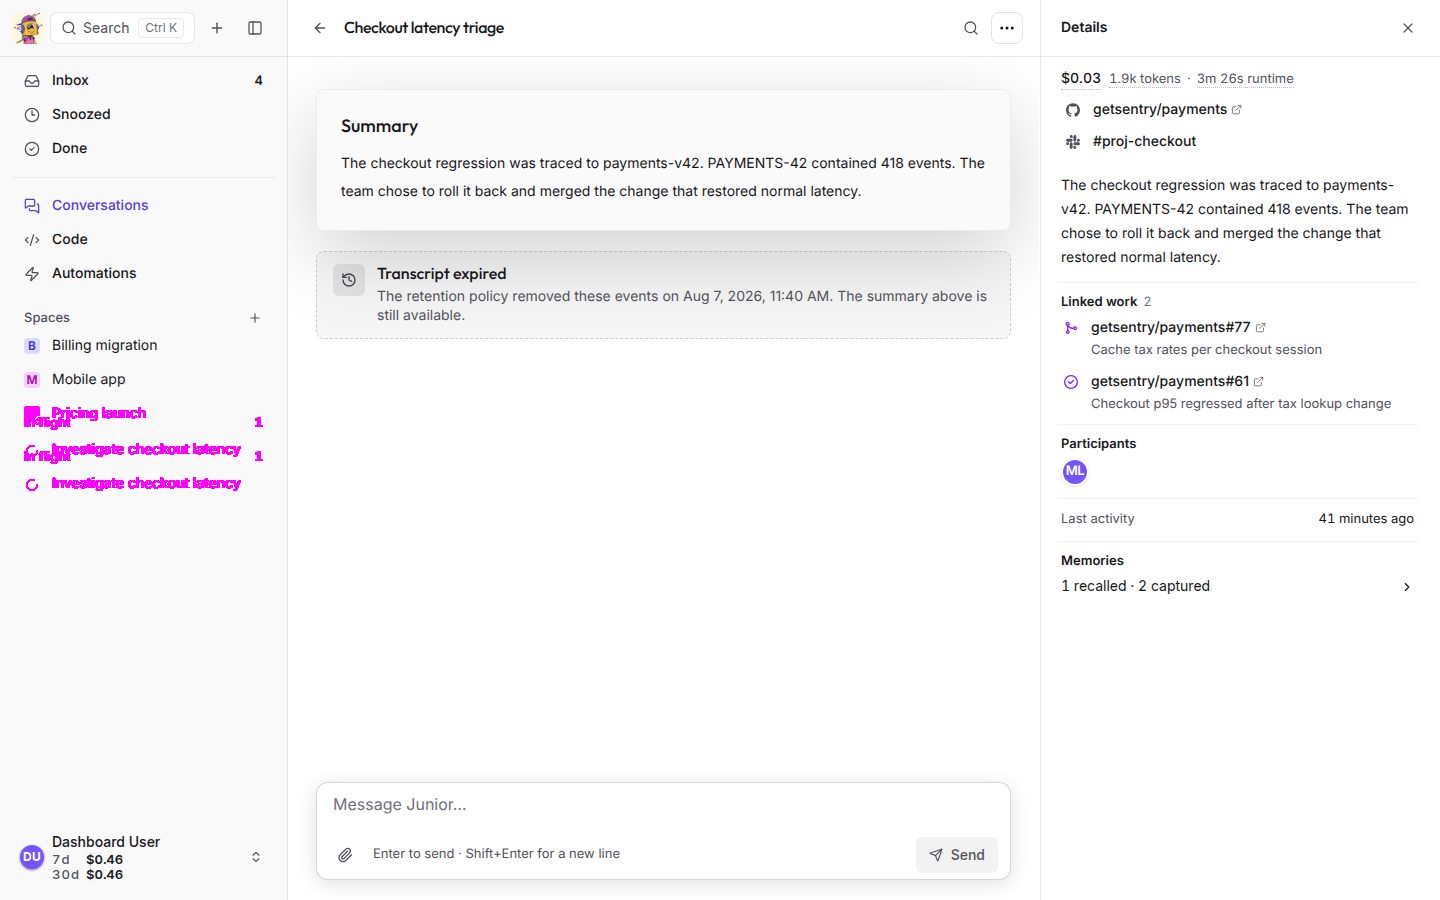 Search Ctrl K
Inbox 4
Snoozed
Done
Conversations
Code
Automations
Spaces
B Billing migration
M Mobile app
Pricing launch
In flight 1
Investigate checkout latency
In flight 1
Investigate checkout latency
DU Dashboard User
7d $0.46
30d $0.46
Checkout latency triage
Summary
The checkout regression was traced to payments-v42. PAYMENTS-42 contained 418 events. The
team chose to roll it back and merged the change that restored normal latency.
Transcript expired
The retention policy removed these events on Aug 7, 2026, 11:40 AM. The summary above is
still available.
Message Junior...
Enter to send · Shift+Enter for a new line
Send
Details
$0.03 1.9k tokens · 3m 26s runtime
getsentry/payments
#proj-checkout
The checkout regression was traced to payments-
v42. PAYMENTS-42 contained 418 events. The team
chose to roll it back and merged the change that
restored normal latency.
Linked work 2
getsentry/payments#77
Cache tax rates per checkout session
getsentry/payments#61
Checkout p95 regressed after tax lookup change
Participants
ML
Last activity 41 minutes ago
Memories
1 recalled · 2 captured